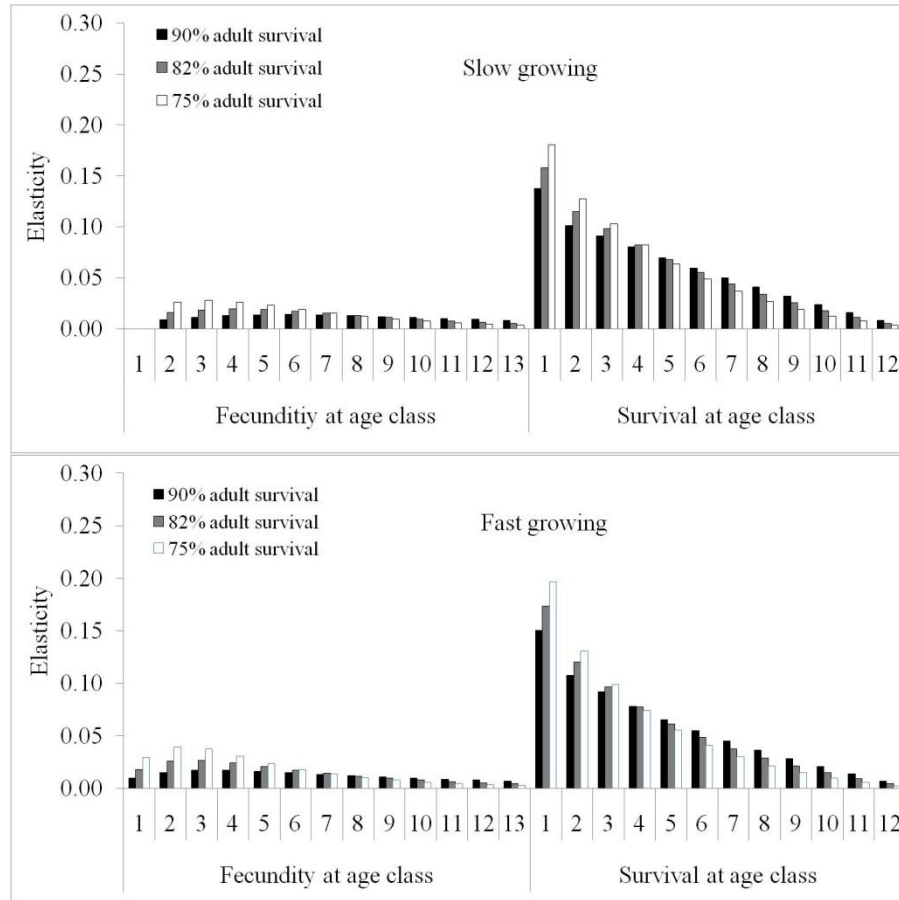 0.30
90% adult survival
0.25
82% adult survival
Slow growing
0.20
75% adult survival
0.15
Elasticity
0.10
0.05
0.00
1 2 3 4 5 6 7 8 9 10 11 12 13 1 2 3 4 5 6 7 8 9 10 11 12
Fecunditiy at age class Survival at age class
0.30
90% adult survival
0.25
82% adult survival
Fast growing
75% adult survival
0.20
0.15
Elasticity
0.10
0.05
0.00
1 2 3 4 5 6 7 8 9 10 11 12 13 1 2 3 4 5 6 7 8 9 10 11 12
Fecundity at age class Survival at age class